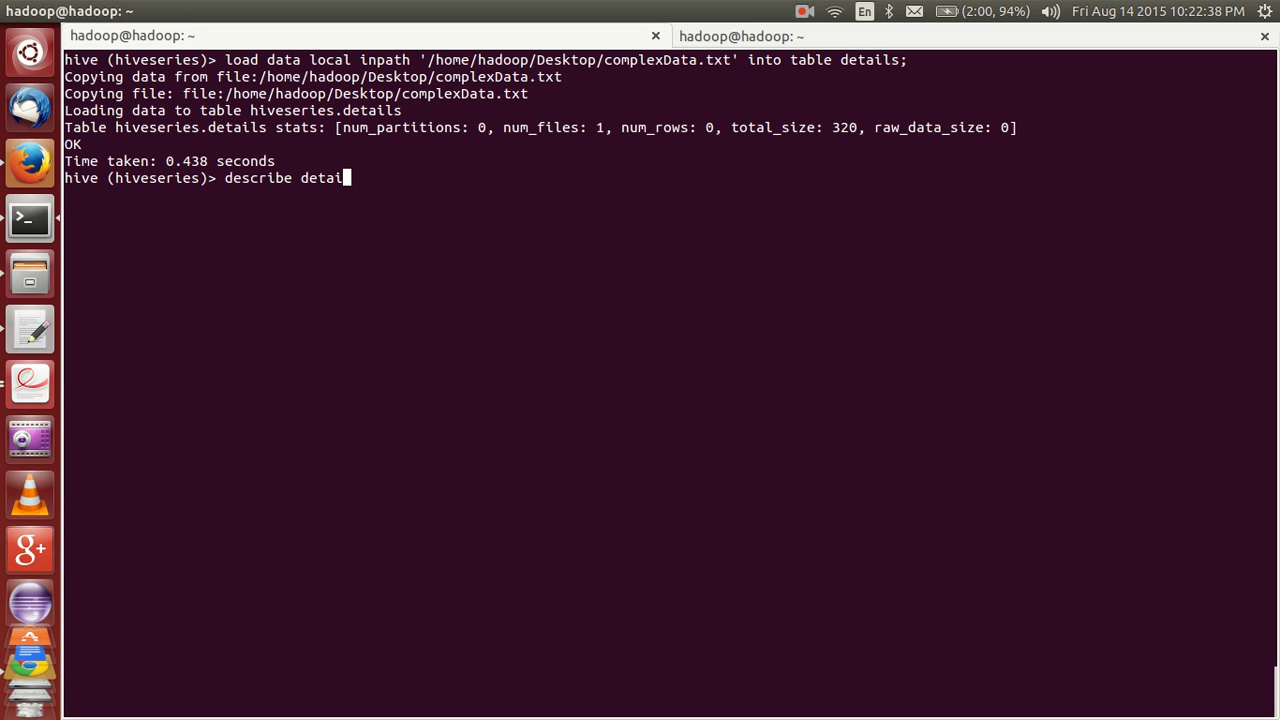 hadoop@hadoop: ~
En
(2:00, 94%)
Fri Aug 14 2015 10:22:38 PM
hadoop@hadoop: ~
hadoop@hadoop: ~
hive (hiveseries)> load data local inpath '/home/hadoop/Desktop/complexData.txt' into table details;
Copying data from file:/home/hadoop/Desktop/complexData.txt
Copying file: file:/home/hadoop/Desktop/complexData.txt
Loading data to table hiveseries.details
Table hiveseries.details stats: [num_partitions: 0, num_files: 1, num_rows: 0, total_size: 320, raw_data_size: 0]
OK
Time taken: 0.438 seconds
hive (hiveseries)> describe detai
>_
g+